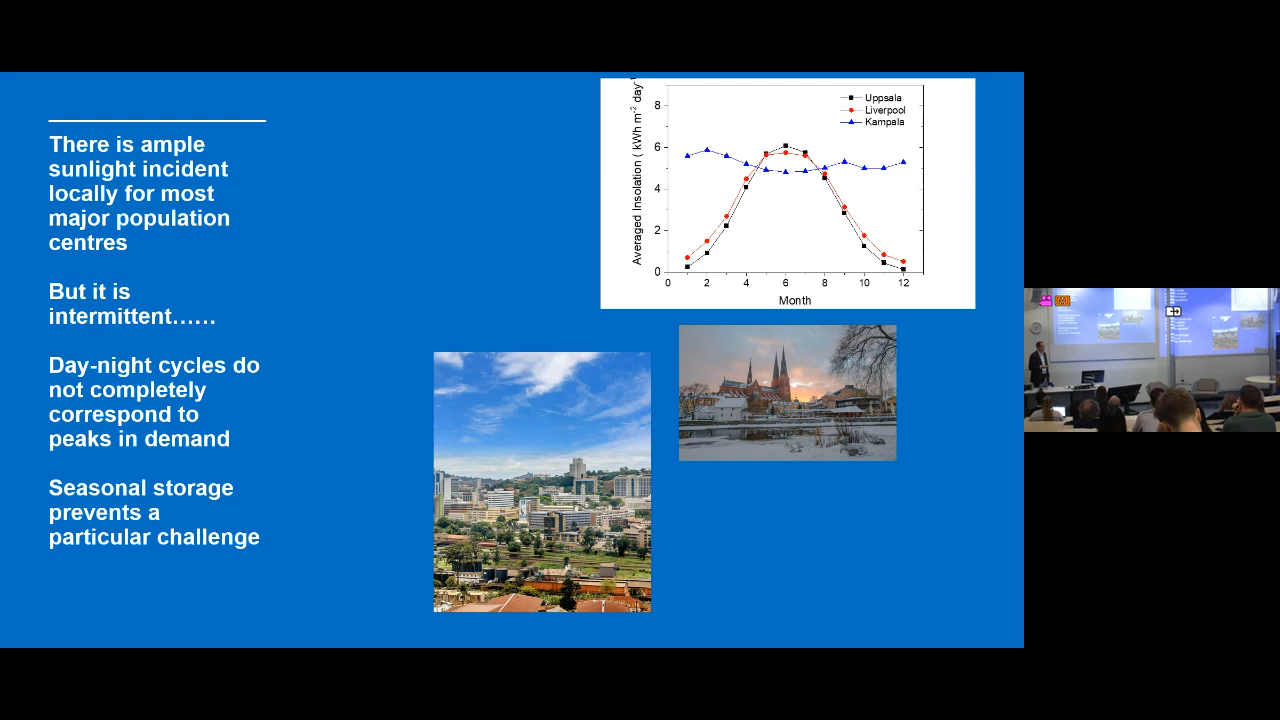 There is ample
sunlight incident
locally for most
major population
centres
But it is
intermittent......
Day-night cycles do
not completely
correspond to
peaks in demand
Seasonal storage
prevents a
particular challenge
Averaged Insolation ( kWh m-2 day
8
6
4
2
0
Uppsala
Liverpool
Kampala
0 2 4 6 8 10 12
Month